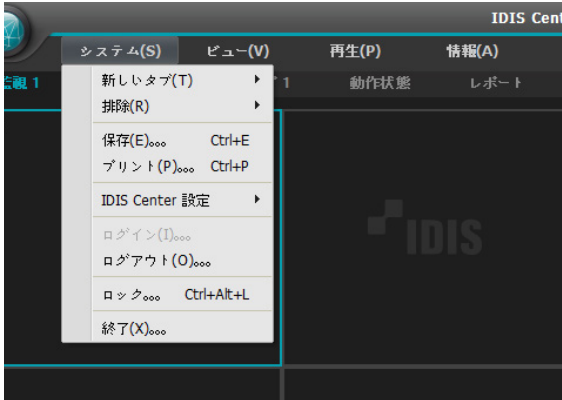 IDIS Cent
システム(S) ビュー(V) 再生(P) 情報(A)
監視 1 1 動作状態 レポート
新しいタブ(T)
排除(R)
保存(E)... Ctrl+E
プリント(P)... Ctrl+P
IDIS Center 設定
ログイン(I)...
ログアウト(O)...
ロック... Ctrl+Alt+L
終了(X)...
IDIS